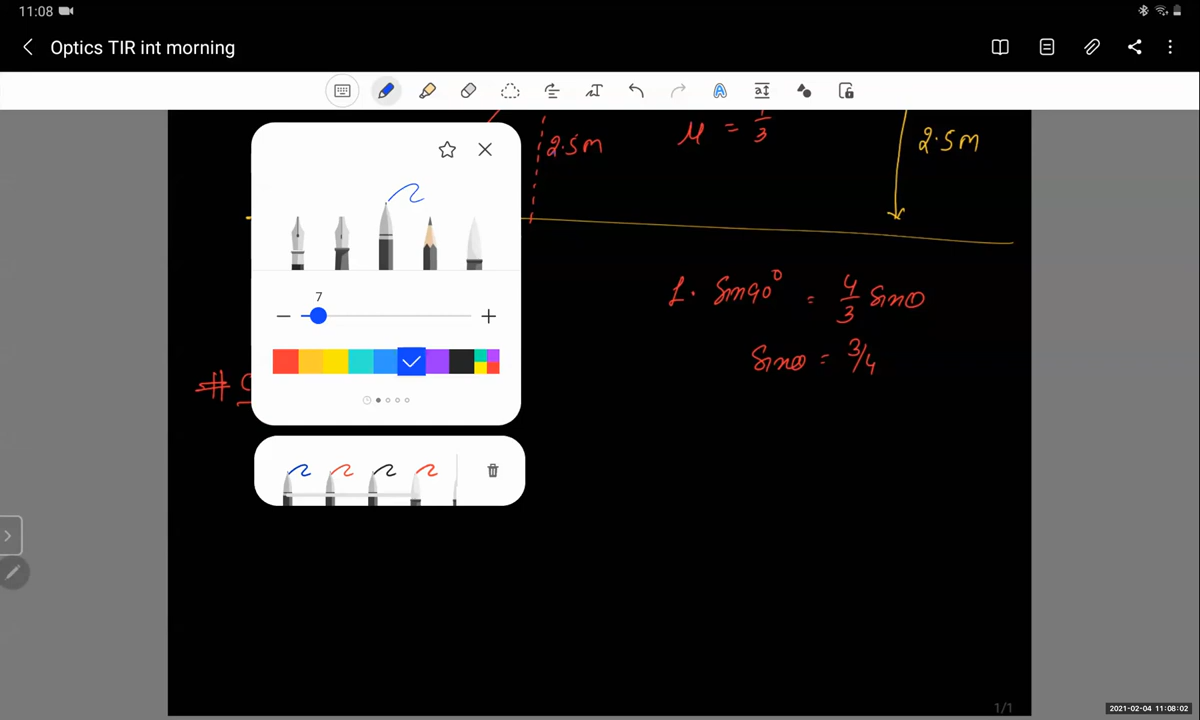 11:08
Optics TIR int morning
2.5m
μ = 1/3
2.5m
7
1. Sin90° = 4/3 Sinθ
Sinθ = 3/4
#
1/1
2021-02-04 11:08:02